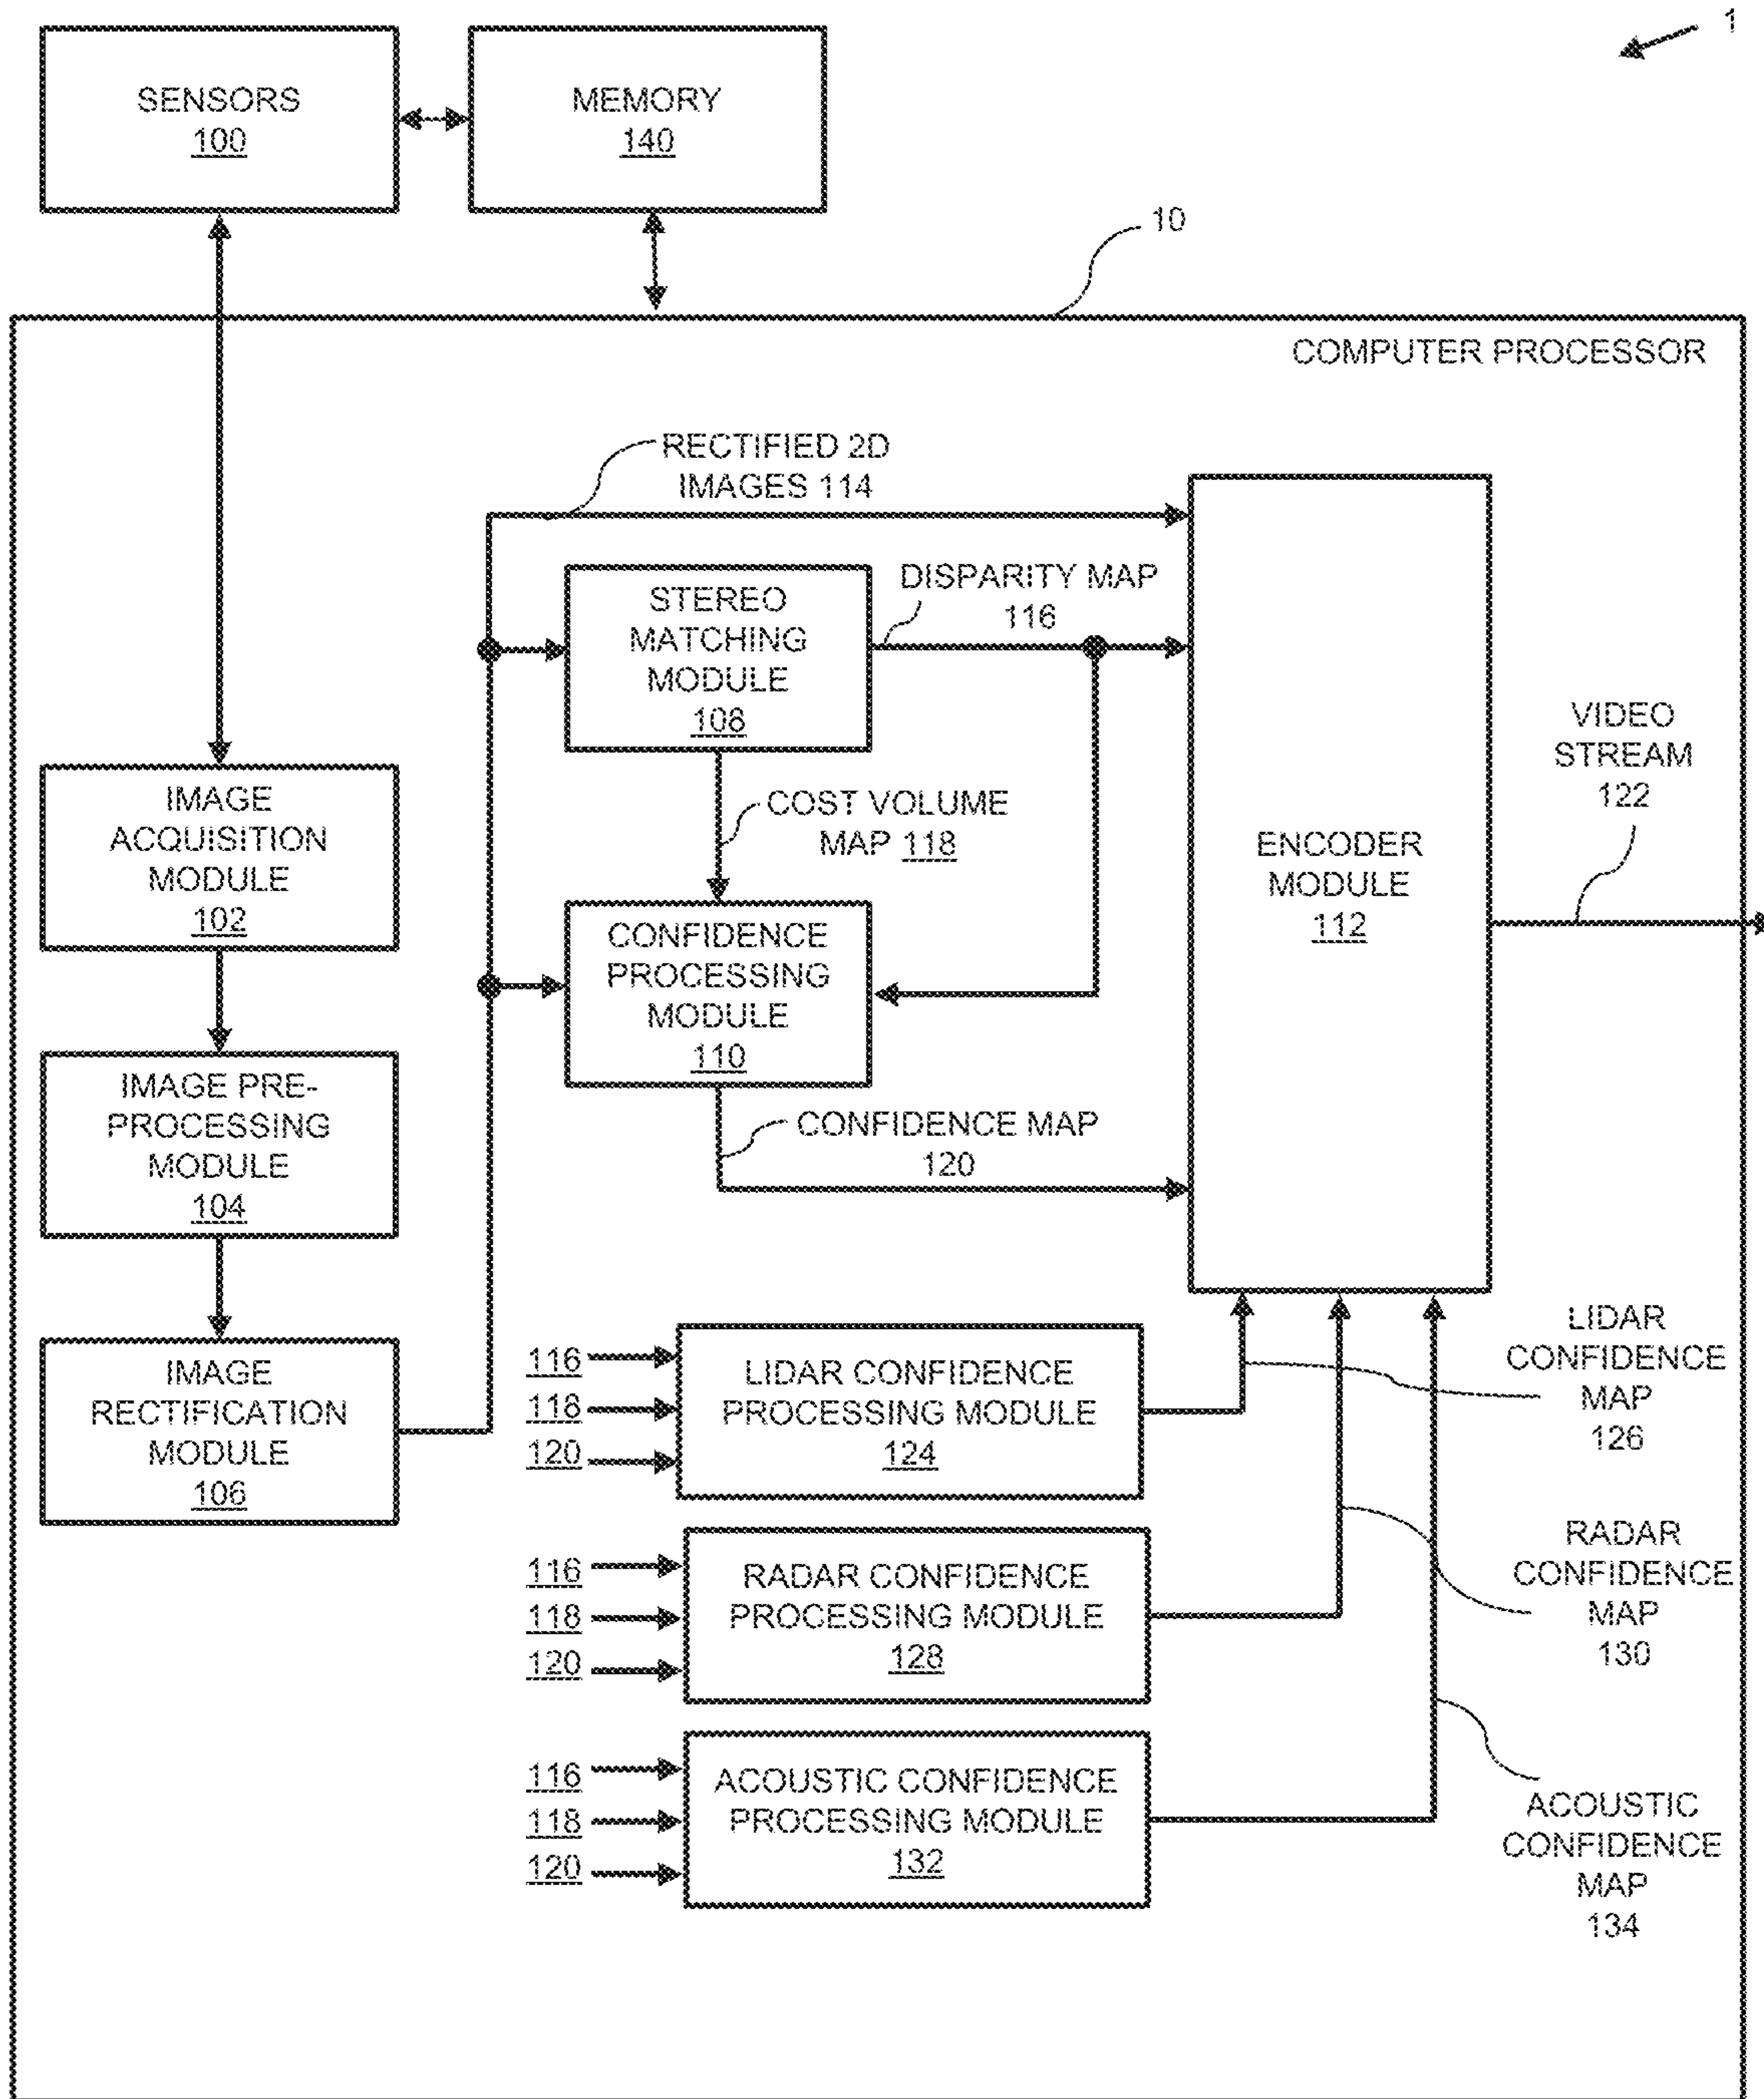 1
SENSORS
100
MEMORY
140
10
COMPUTER PROCESSOR
RECTIFIED 2D
IMAGES 114
STEREO
MATCHING
MODULE
108
DISPARITY MAP
116
COST VOLUME
MAP 118
VIDEO
STREAM
122
IMAGE
ACQUISITION
MODULE
102
ENCODER
MODULE
112
CONFIDENCE
PROCESSING
MODULE
110
IMAGE PRE-
PROCESSING
MODULE
104
CONFIDENCE MAP
120
IMAGE
RECTIFICATION
MODULE
106
116
118
120
LIDAR CONFIDENCE
PROCESSING MODULE
124
LIDAR
CONFIDENCE
MAP
126
116
118
120
RADAR CONFIDENCE
PROCESSING MODULE
128
RADAR
CONFIDENCE
MAP
130
116
118
120
ACOUSTIC CONFIDENCE
PROCESSING MODULE
132
ACOUSTIC
CONFIDENCE
MAP
134